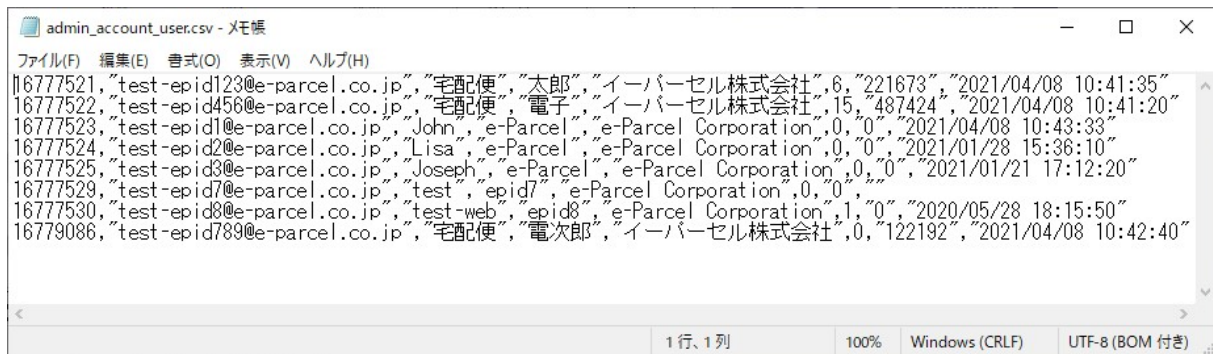 admin_account_user.csv - メモ帳
ファイル(F) 編集(E) 書式(O) 表示(V) ヘルプ(H)
16777521,"test-epid123@e-parcel.co.jp","宅配便","太郎","イーパーセル株式会社",6,"221673","2021/04/08 10:41:35"
16777522,"test-epid456@e-parcel.co.jp","宅配便","電子","イーパーセル株式会社",15,"487424","2021/04/08 10:41:20"
16777523,"test-epid1@e-parcel.co.jp","John","e-Parcel","e-Parcel Corporation",0,"0","2021/04/08 10:43:33"
16777524,"test-epid2@e-parcel.co.jp","Lisa","e-Parcel","e-Parcel Corporation",0,"0","2021/01/28 15:36:10"
16777525,"test-epid3@e-parcel.co.jp","Joseph","e-Parcel","e-Parcel Corporation",0,"0","2021/01/21 17:12:20"
16777529,"test-epid7@e-parcel.co.jp","test","epid7","e-Parcel Corporation",0,"0",""
16777530,"test-epid8@e-parcel.co.jp","test-web","epid8","e-Parcel Corporation",1,"0","2020/05/28 18:15:50"
16779086,"test-epid789@e-parcel.co.jp","宅配便","電次郎","イーパーセル株式会社",0,"122192","2021/04/08 10:42:40"
1 行、1 列 100% Windows (CRLF) UTF-8 (BOM 付き)